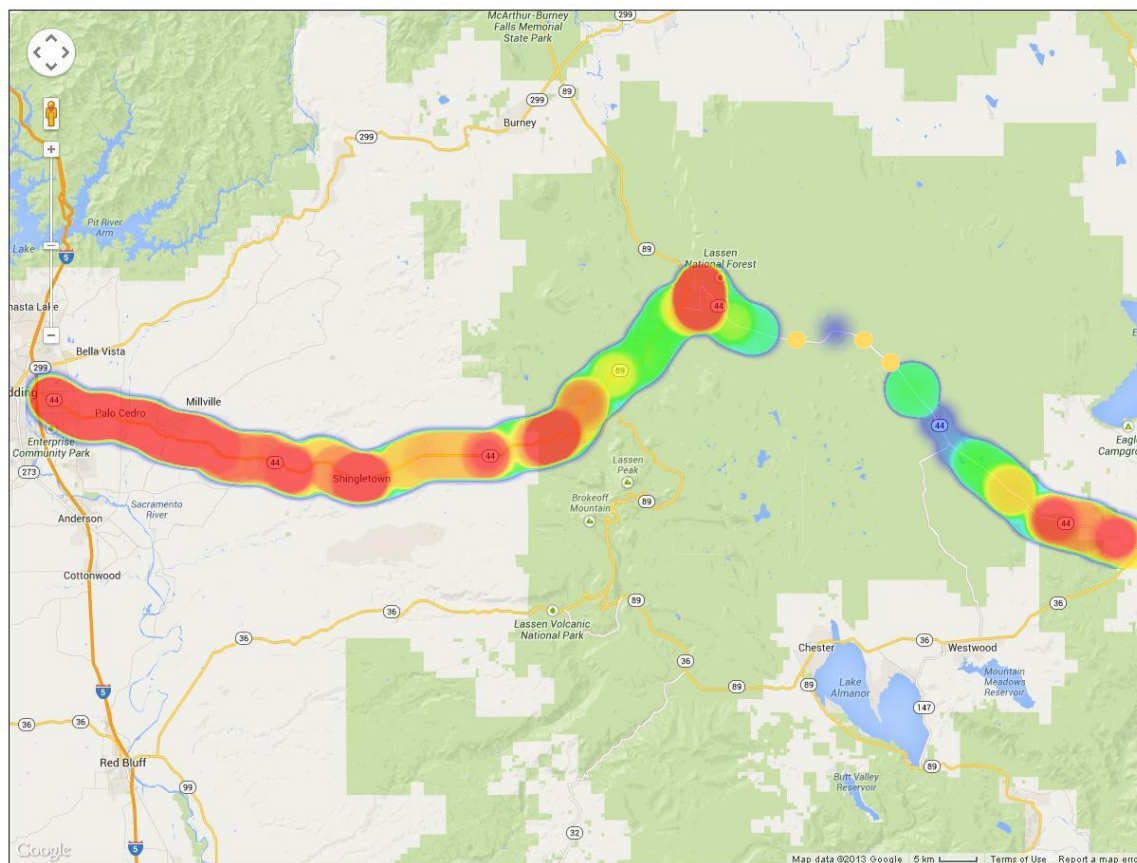 McArthur-Burney
Falls Memorial
State Park
299
89
299
299
Burney
299
Pit River
Arm
Lake
5
89
Lassen
National Forest
44
hasta Lake
Bella Vista
299
dding
44
Palo Cedro
Millville
89
Enterprise
Community Park
44
44
44
Eagl
Campgr
273
Shingletown
Lassen
Peak
Sacramento
River
Brokeoff
Mountain
89
Anderson
44
Cottonwood
36
Lassen Volcanic
National Park
89
36
36
Chester
36
Westwood
36
89
89
Lake
Almanor
Mountain
Meadows
Reservoir
5
147
36
36
Red Bluff
99
89
Butt Valley
Reservoir
32
5
Google
Map data ©2013 Google
5 km
Terms of Use
Report a map erro